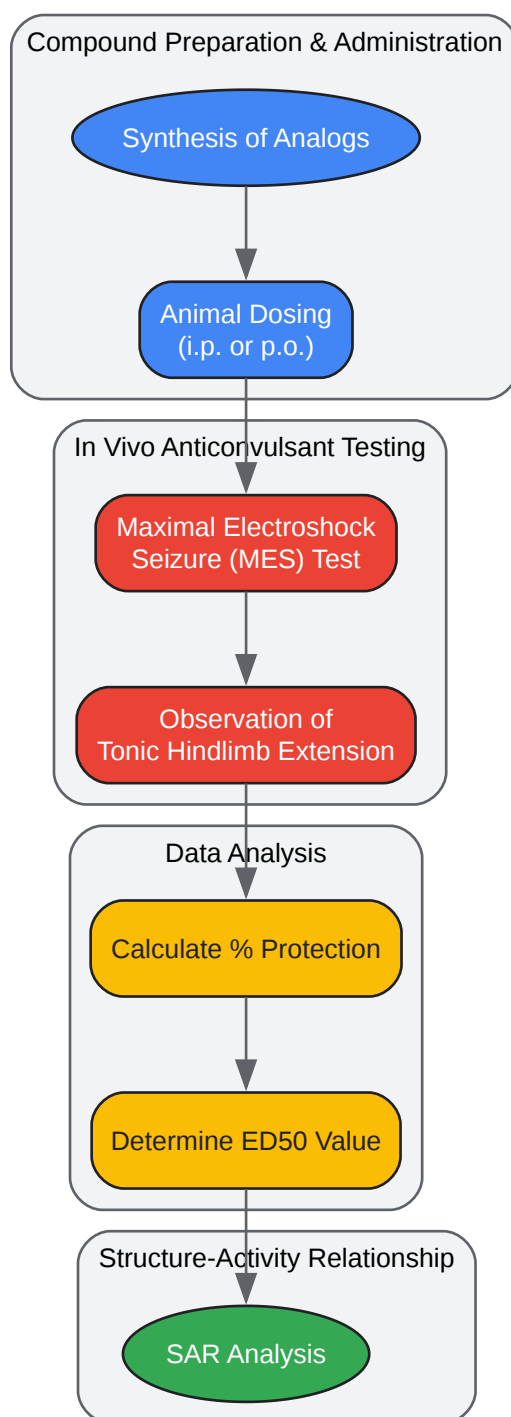 Compound Preparation & Administration
Synthesis of Analogs
Animal Dosing
(i.p. or p.o.)
In Vivo Anticonvulsant Testing
Maximal Electroshock
Seizure (MES) Test
Observation of
Tonic Hindlimb Extension
Data Analysis
Calculate % Protection
Determine ED50 Value
Structure-Activity Relationship
SAR Analysis